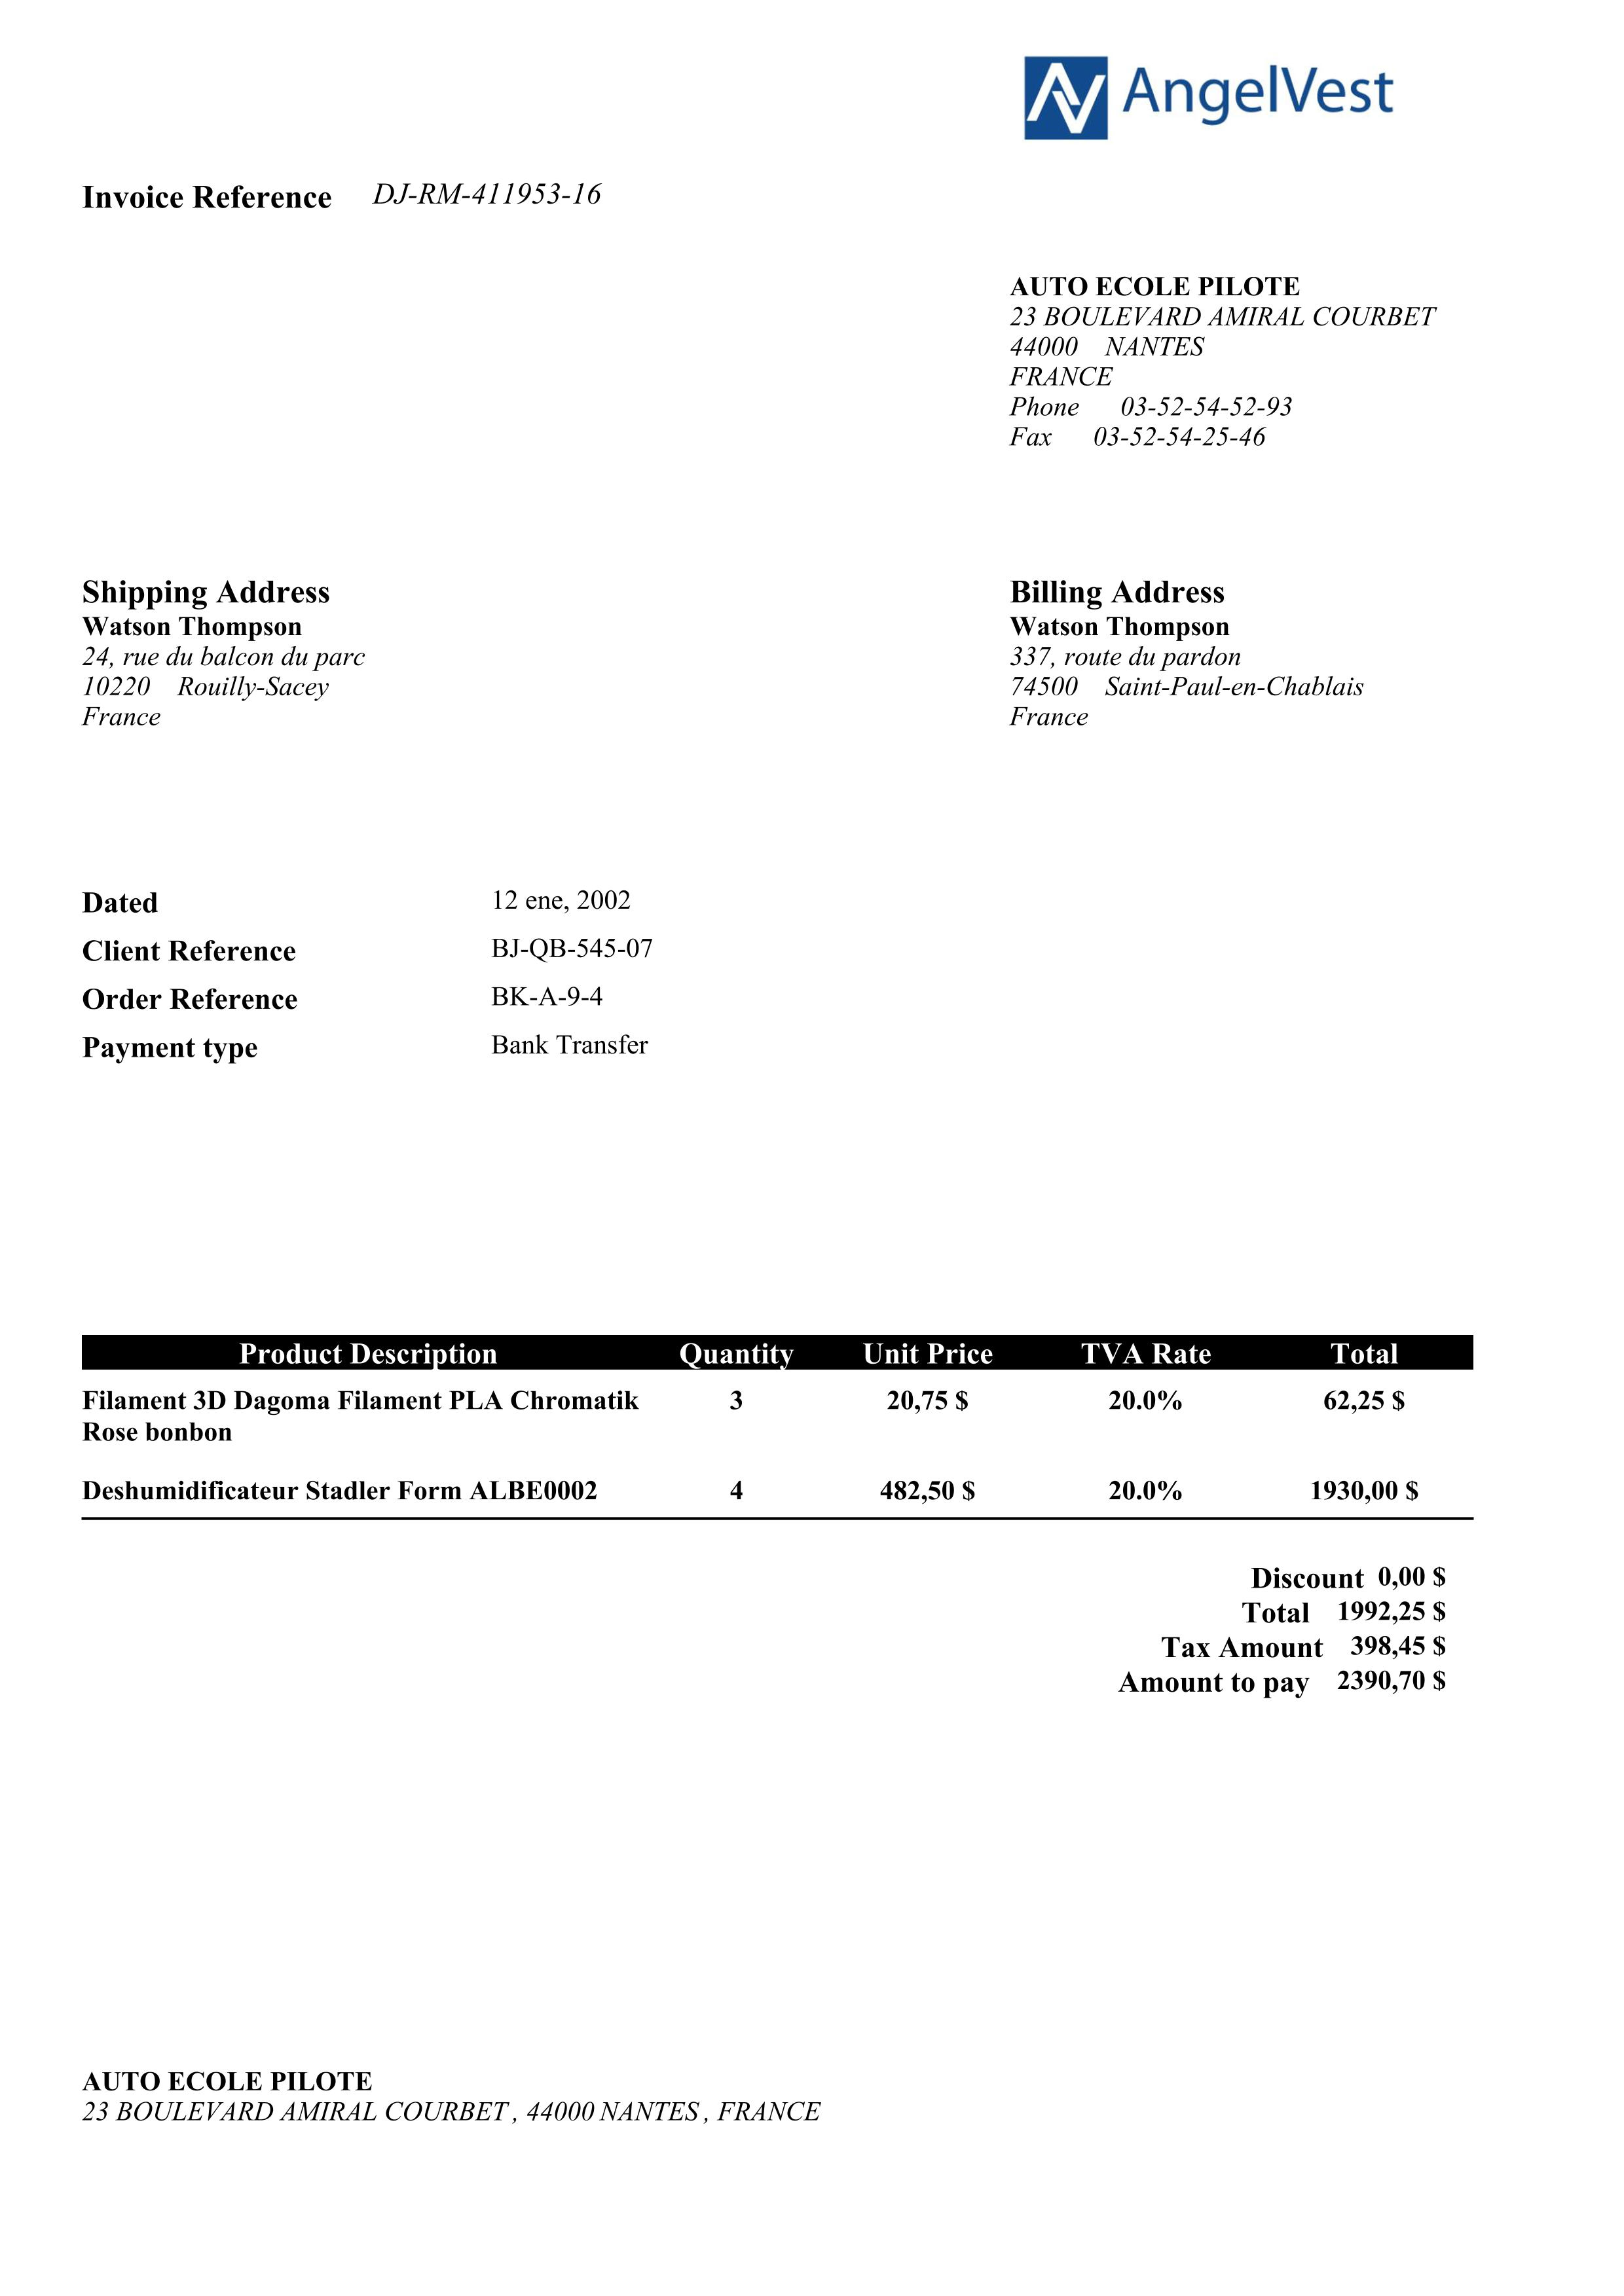 AngelVest
Invoice Reference DJ-RM-411953-16
AUTO ECOLE PILOTE
23 BOULEVARD AMIRAL COURBET
44000 NANTES
FRANCE
Phone 03-52-54-52-93
Fax 03-52-54-25-46
Shipping Address
Watson Thompson
24, rue du balcon du parc
10220 Rouilly-Sacey
France
Billing Address
Watson Thompson
337, route du pardon
74500 Saint-Paul-en-Chablais
France
Dated 12 ene, 2002
Client Reference BJ-QB-545-07
Order Reference BK-A-9-4
Payment type Bank Transfer
Product Description Quantity Unit Price TVA Rate Total
Filament 3D Dagoma Filament PLA Chromatik 3 20,75 $ 20.0% 62,25 $
Rose bonbon
Deshumidificateur Stadler Form ALBE0002 4 482,50 $ 20.0% 1930,00 $
Discount 0,00 $
Total 1992,25 $
Tax Amount 398,45 $
Amount to pay 2390,70 $
AUTO ECOLE PILOTE
23 BOULEVARD AMIRAL COURBET , 44000 NANTES , FRANCE